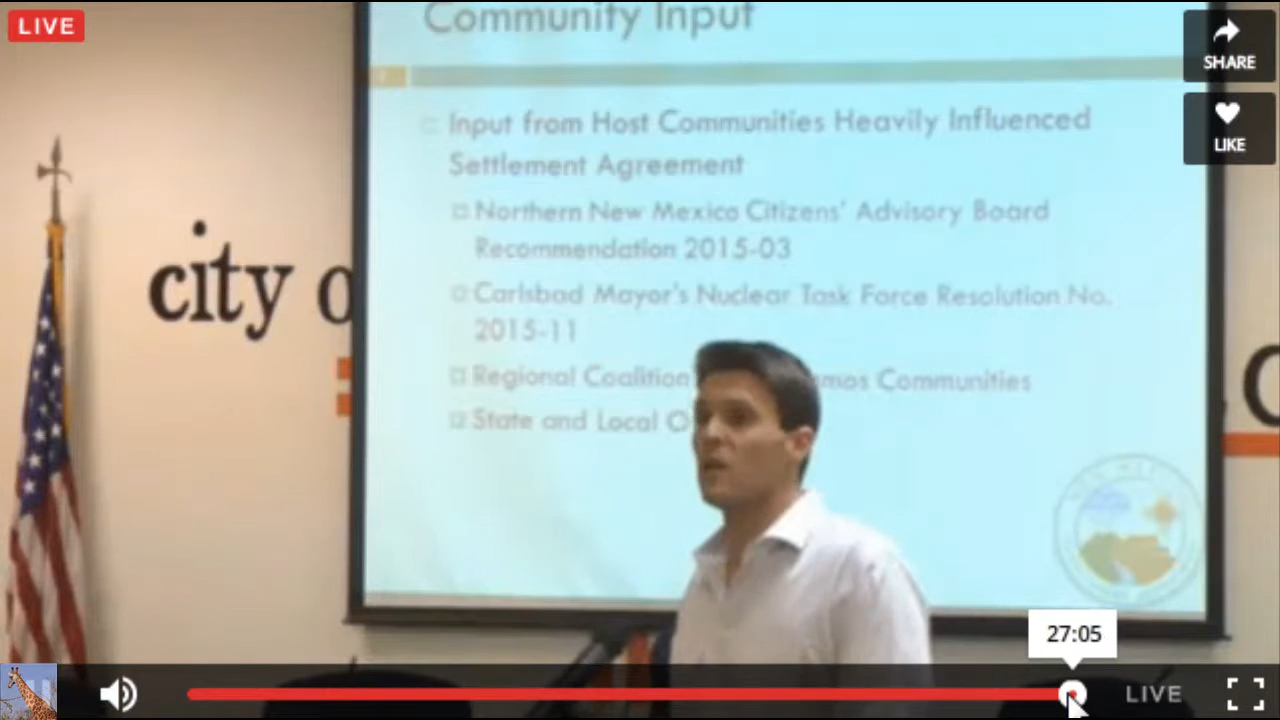 LIVE
Community Input
SHARE
LIKE
Input from Host Communities Heavily Influenced
Settlement Agreement
Northern New Mexico Citizens' Advisory Board
Recommendation 2015-03
Carlsbad Mayor's Nuclear Task Force Resolution No.
2015-11
Regional Coalition mos Communities
State and Local O
city o
27:05
LIVE